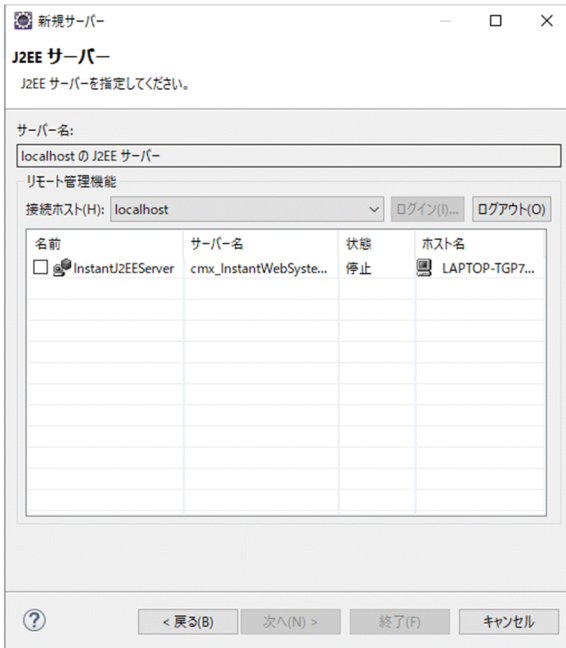 新規サーバー
J2EE サーバー
J2EE サーバーを指定してください。
サーバー名:
localhost の J2EE サーバー
リモート管理機能
接続ホスト(H): localhost ログイン(I)... ログアウト(O)
名前 サーバー名 状態 ホスト名
InstantJ2EEServer cmx_InstantWebSyste... 停止 LAPTOP-TGP7...
< 戻る(B) 次へ(N) > 終了(F) キャンセル